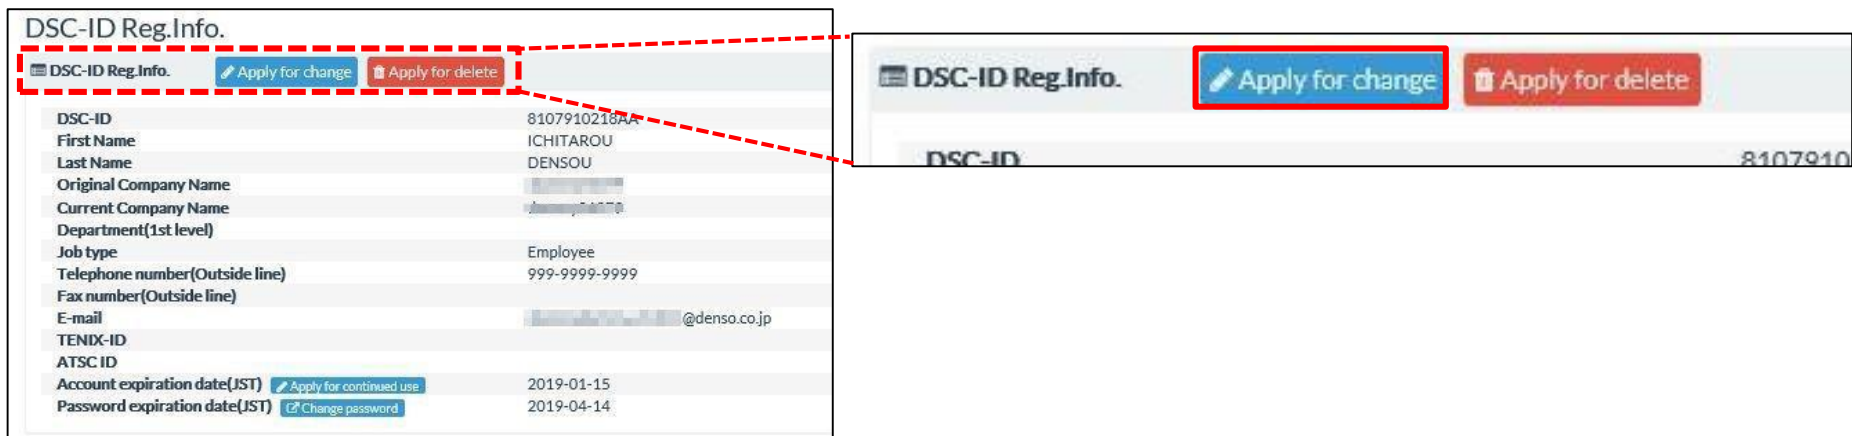 DSC-ID Reg.Info.
DSC-ID Reg.Info. Apply for change Apply for delete
DSC-ID 8107910218AA
First Name ICHITAROU
Last Name DENSOU
Original Company Name
Current Company Name
Department(1st level)
Job type Employee
Telephone number(Outside line) 999-9999-9999
Fax number(Outside line)
E-mail @denso.co.jp
TENIX-ID
ATSC ID
Account expiration date(JST) Apply for continued use 2019-01-15
Password expiration date(JST) Change password 2019-04-14
DSC-ID Reg.Info. Apply for change Apply for delete
DSC-ID 8107910